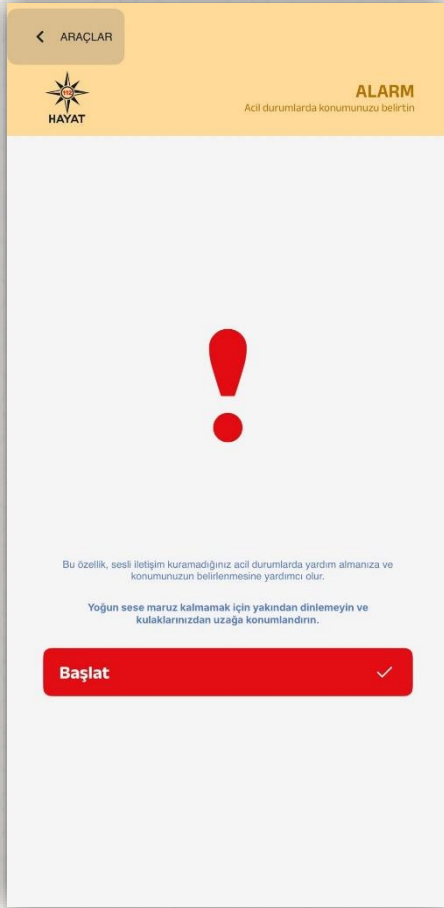 ARAÇLAR
112
HAYAT
ALARM
Acil durumlarda konumunuzu belirtin
Bu özellik, sesli iletişim kuramadığınız acil durumlarda yardım almanıza ve
konumunuzun belirlenmesine yardımcı olur.
Yoğun sese maruz kalmamak için yakından dinlemeyin ve
kulaklarınızdan uzağa konumlandırın.
Başlat